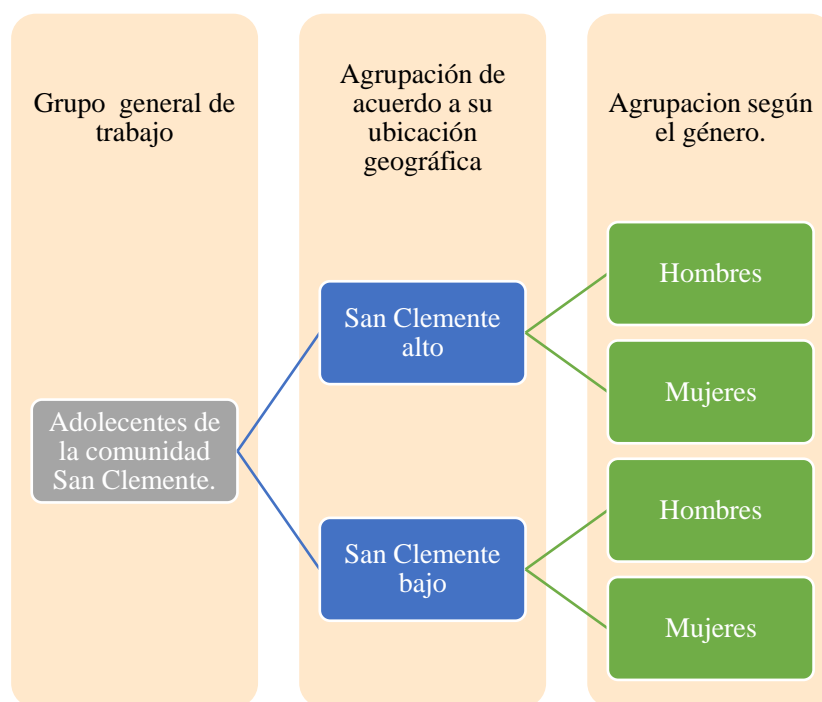 Grupo general de
trabajo
Agrupación de
acuerdo a su
ubicación
geográfica
Agrupacion según
el género.
Adolecentes de
la comunidad
San Clemente.
San Clemente
alto
San Clemente
bajo
Hombres
Mujeres
Hombres
Mujeres